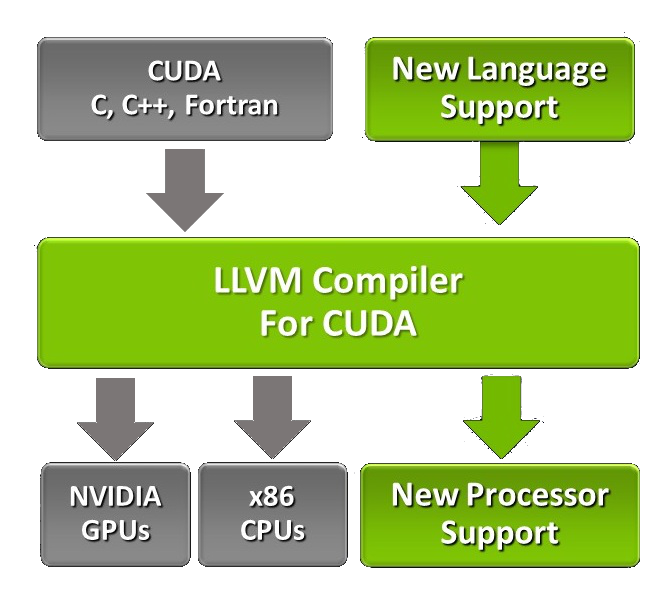 CUDA
C, C++, Fortran
New Language
Support
LLVM Compiler
For CUDA
NVIDIA
GPUs
x86
CPUs
New Processor
Support